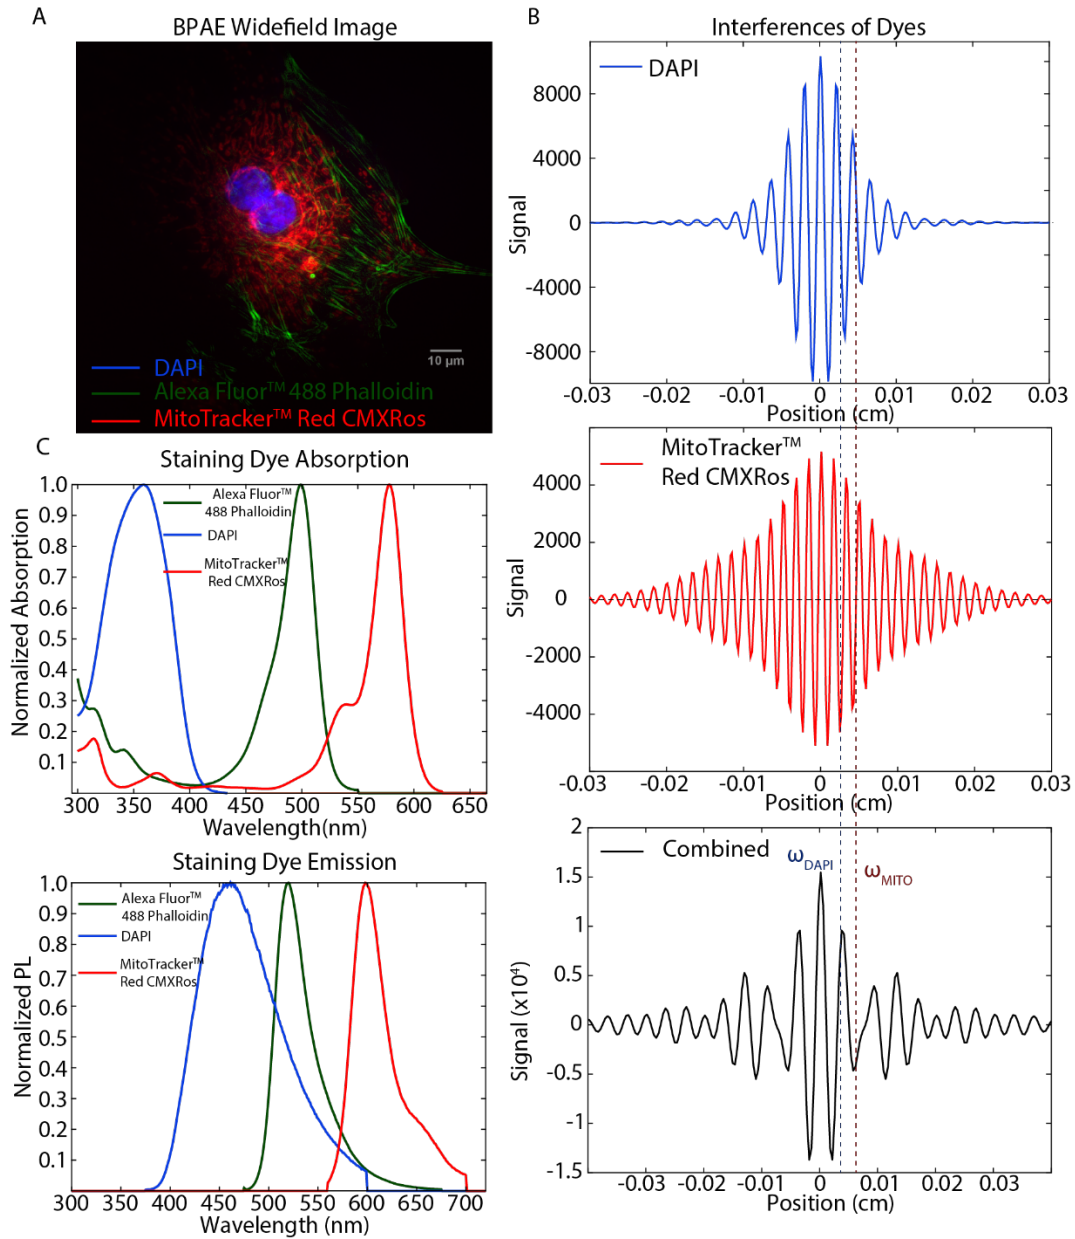 A
BPAE Widefield Image
10 µm
DAPI
Alexa Fluor™ 488 Phalloidin
MitoTracker™ Red CMXRos
B
Interferences of Dyes
DAPI
8000
4000
0
-4000
-8000
Signal
-0.03
-0.02
-0.01
0
0.01
0.02
0.03
Position (cm)
MitoTracker™
Red CMXRos
4000
2000
0
-2000
-4000
Signal
-0.03
-0.02
-0.01
0
0.01
0.02
0.03
Position (cm)
Combined
ωDAPI
ωMITO
2
1.5
1
0.5
0
-0.5
-1
-1.5
Signal (x10⁴)
-0.03
-0.02
-0.01
0
0.01
0.02
0.03
Position (cm)
C
Staining Dye Absorption
Alexa Fluor™
488 Phalloidin
DAPI
MitoTracker™
Red CMXRos
1.0
0.9
0.8
0.7
0.6
0.5
0.4
0.3
0.2
0.1
Normalized Absorption
300
350
400
450
500
550
600
650
Wavelength(nm)
Staining Dye Emission
Alexa Fluor™
488 Phalloidin
DAPI
MitoTracker™
Red CMXRos
1.0
0.9
0.8
0.7
0.6
0.5
0.4
0.3
0.2
0.1
Normalized PL
300
350
400
450
500
550
600
650
700
Wavelength (nm)